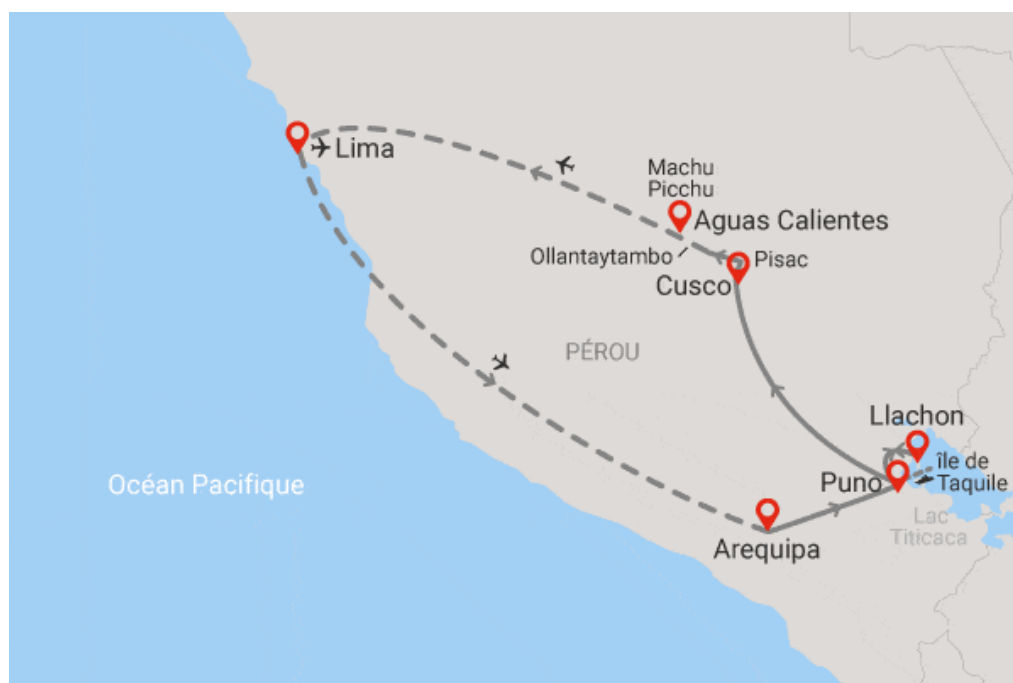 Lima
Machu
Picchu
Aguas Calientes
Ollantaytambo
Pisac
Cusco
PÉROU
Llachon
île de
Taquile
Puno
Océan Pacifique
Lac
Titicaca
Arequipa